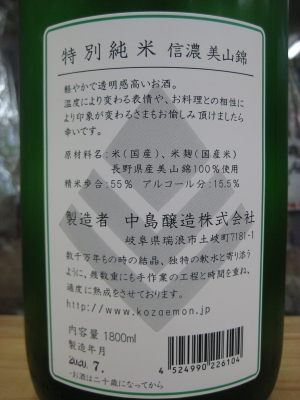 特別純米 信濃 美山錦
軽やかで透明感高いお酒。
温度により変わる表情や、お料理との相性に
より印象が変わるさまもお愉しみ頂けましたら
幸いです。
原材料名:米(国産)、米麹(国産米)
長野県産美山錦100%使用
精米歩合:55% アルコール分:15.5%
製造者 中島醸造株式会社
岐阜県瑞浪市土岐町7181-1
数千万年もの時の結晶、独特の軟水と寄り添う
ように、幾数重にも手作業の工程と時間を重ね、
適度に熟成をさせております。
http://www.kozaemon.jp
内容量 1800ml
製造年月
2020. 7.
-お酒は二十歳になってから
4 524990 226104